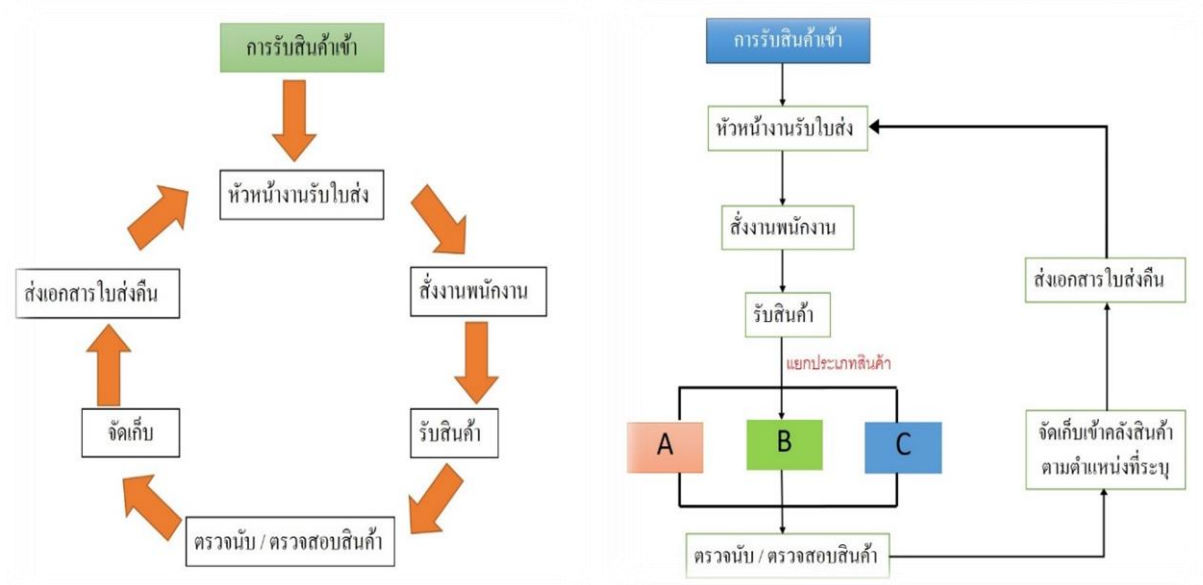 การรับสินค้าเข้า
หัวหน้างานรับใบส่ง
สั่งงานพนักงาน
รับสินค้า
ตรวจนับ / ตรวจสอบสินค้า
จัดเก็บ
ส่งเอกสารใบส่งคืน
การรับสินค้าเข้า
หัวหน้างานรับใบส่ง
สั่งงานพนักงาน
รับสินค้า
แยกประเภทสินค้า
A
B
C
ตรวจนับ / ตรวจสอบสินค้า
จัดเก็บเข้าคลังสินค้า
ตามตำแหน่งที่ระบุ
ส่งเอกสารใบส่งคืน